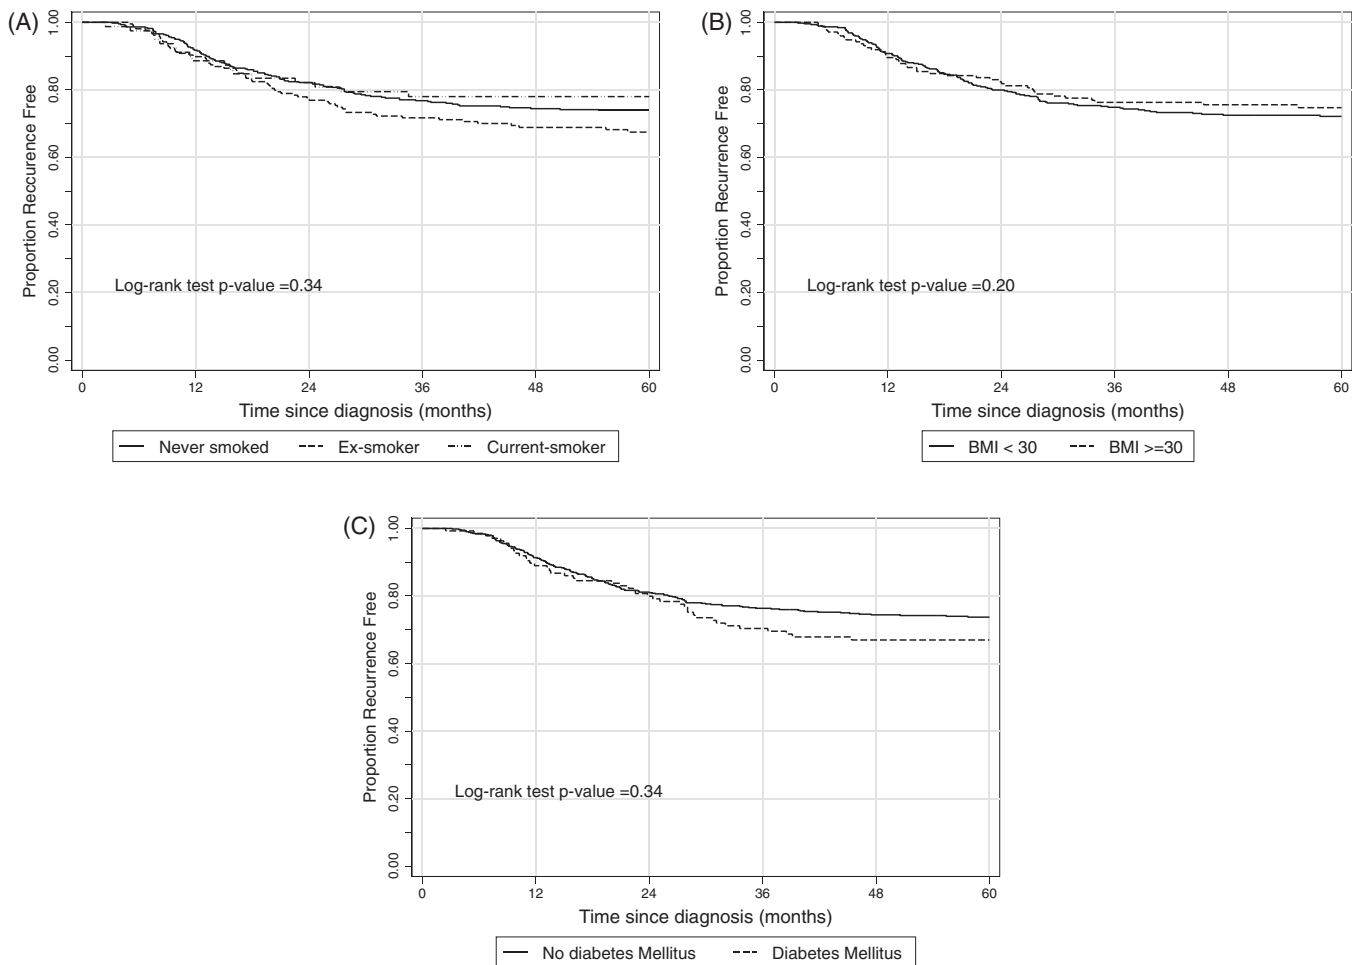 (A)
Proportion Reccurence Free
1.00
0.80
0.60
0.40
0.20
0.00
Log-rank test p-value =0.34
0 12 24 36 48 60
Time since diagnosis (months)
Never smoked Ex-smoker Current-smoker
(B)
Proportion Recurrence Free
1.00
0.80
0.60
0.40
0.20
0.00
Log-rank test p-value =0.20
0 12 24 36 48 60
Time since diagnosis (months)
BMI < 30 BMI >=30
(C)
Proportion Recurrence Free
1.00
0.80
0.60
0.40
0.20
0.00
Log-rank test p-value =0.34
0 12 24 36 48 60
Time since diagnosis (months)
No diabetes Mellitus Diabetes Mellitus